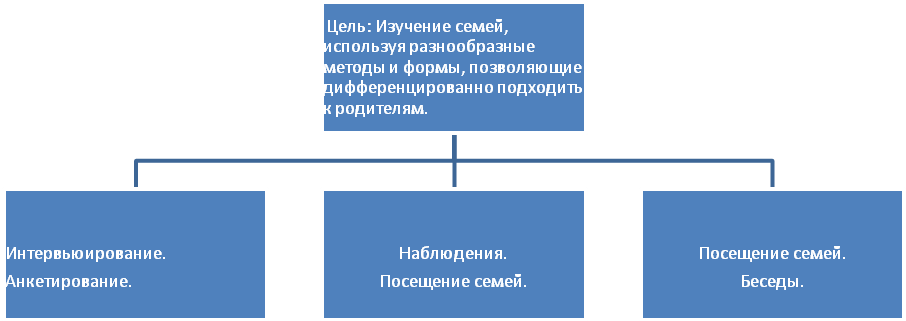 Цель: Изучение семей,
используя разнообразные
методы и формы, позволяющие
дифференцированно подходить
к родителям.
Интервьюирование.
Анкетирование.
Наблюдения.
Посещение семей.
Посещение семей.
Беседы.